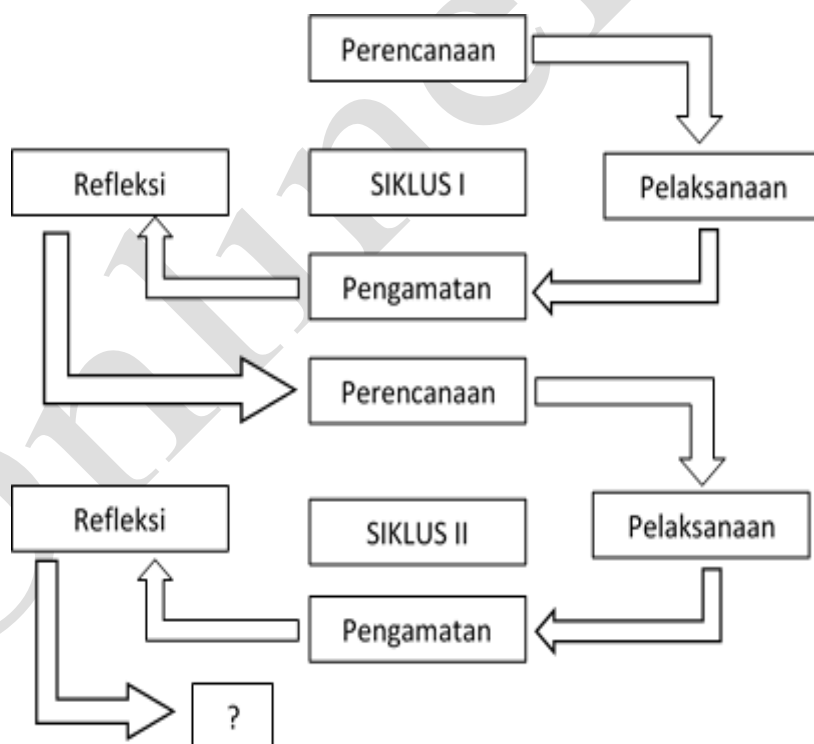 Perencanaan
Refleksi
SIKLUS I
Pelaksanaan
Pengamatan
Perencanaan
Refleksi
SIKLUS II
Pelaksanaan
Pengamatan
?